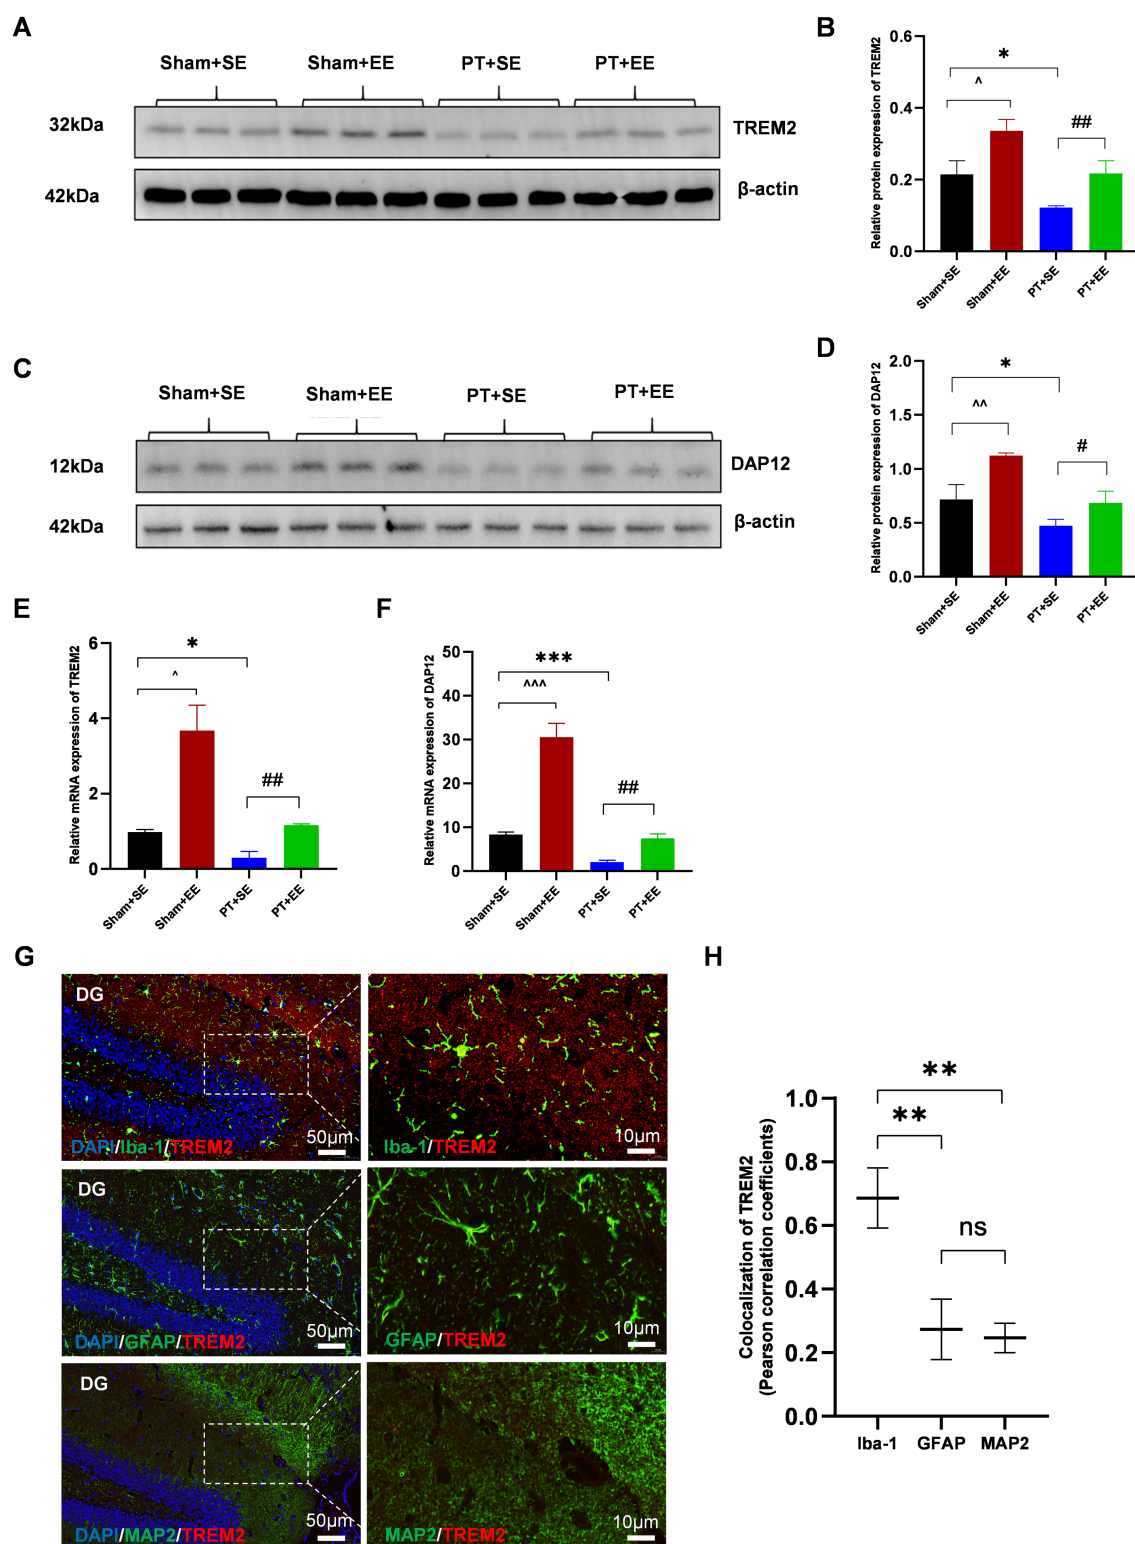 A
Sham+SE Sham+EE PT+SE PT+EE
32kDa TREM2
42kDa β-actin
B
Relative protein expression of TREM2
0.6
0.4
0.2
0.0
*
^
##
Sham+SE Sham+EE PT+SE PT+EE
C
Sham+SE Sham+EE PT+SE PT+EE
12kDa DAP12
42kDa β-actin
D
Relative protein expression of DAP12
2.0
1.5
1.0
0.5
0.0
*
^^
#
Sham+SE Sham+EE PT+SE PT+EE
E
Relative mRNA expression of TREM2
6
4
2
0
*
^
##
Sham+SE Sham+EE PT+SE PT+EE
F
Relative mRNA expression of DAP12
50
40
30
20
10
0
***
^^^
##
Sham+SE Sham+EE PT+SE PT+EE
G
DG
DAPI/Iba-1/TREM2 50μm
Iba-1/TREM2 10μm
DG
DAPI/GFAP/TREM2 50μm
GFAP/TREM2 10μm
DG
DAPI/MAP2/TREM2 50μm
MAP2/TREM2 10μm
H
Colocalization of TREM2
(Pearson correlation coefficients)
1.0
0.8
0.6
0.4
0.2
0.0
**
**
ns
Iba-1 GFAP MAP2